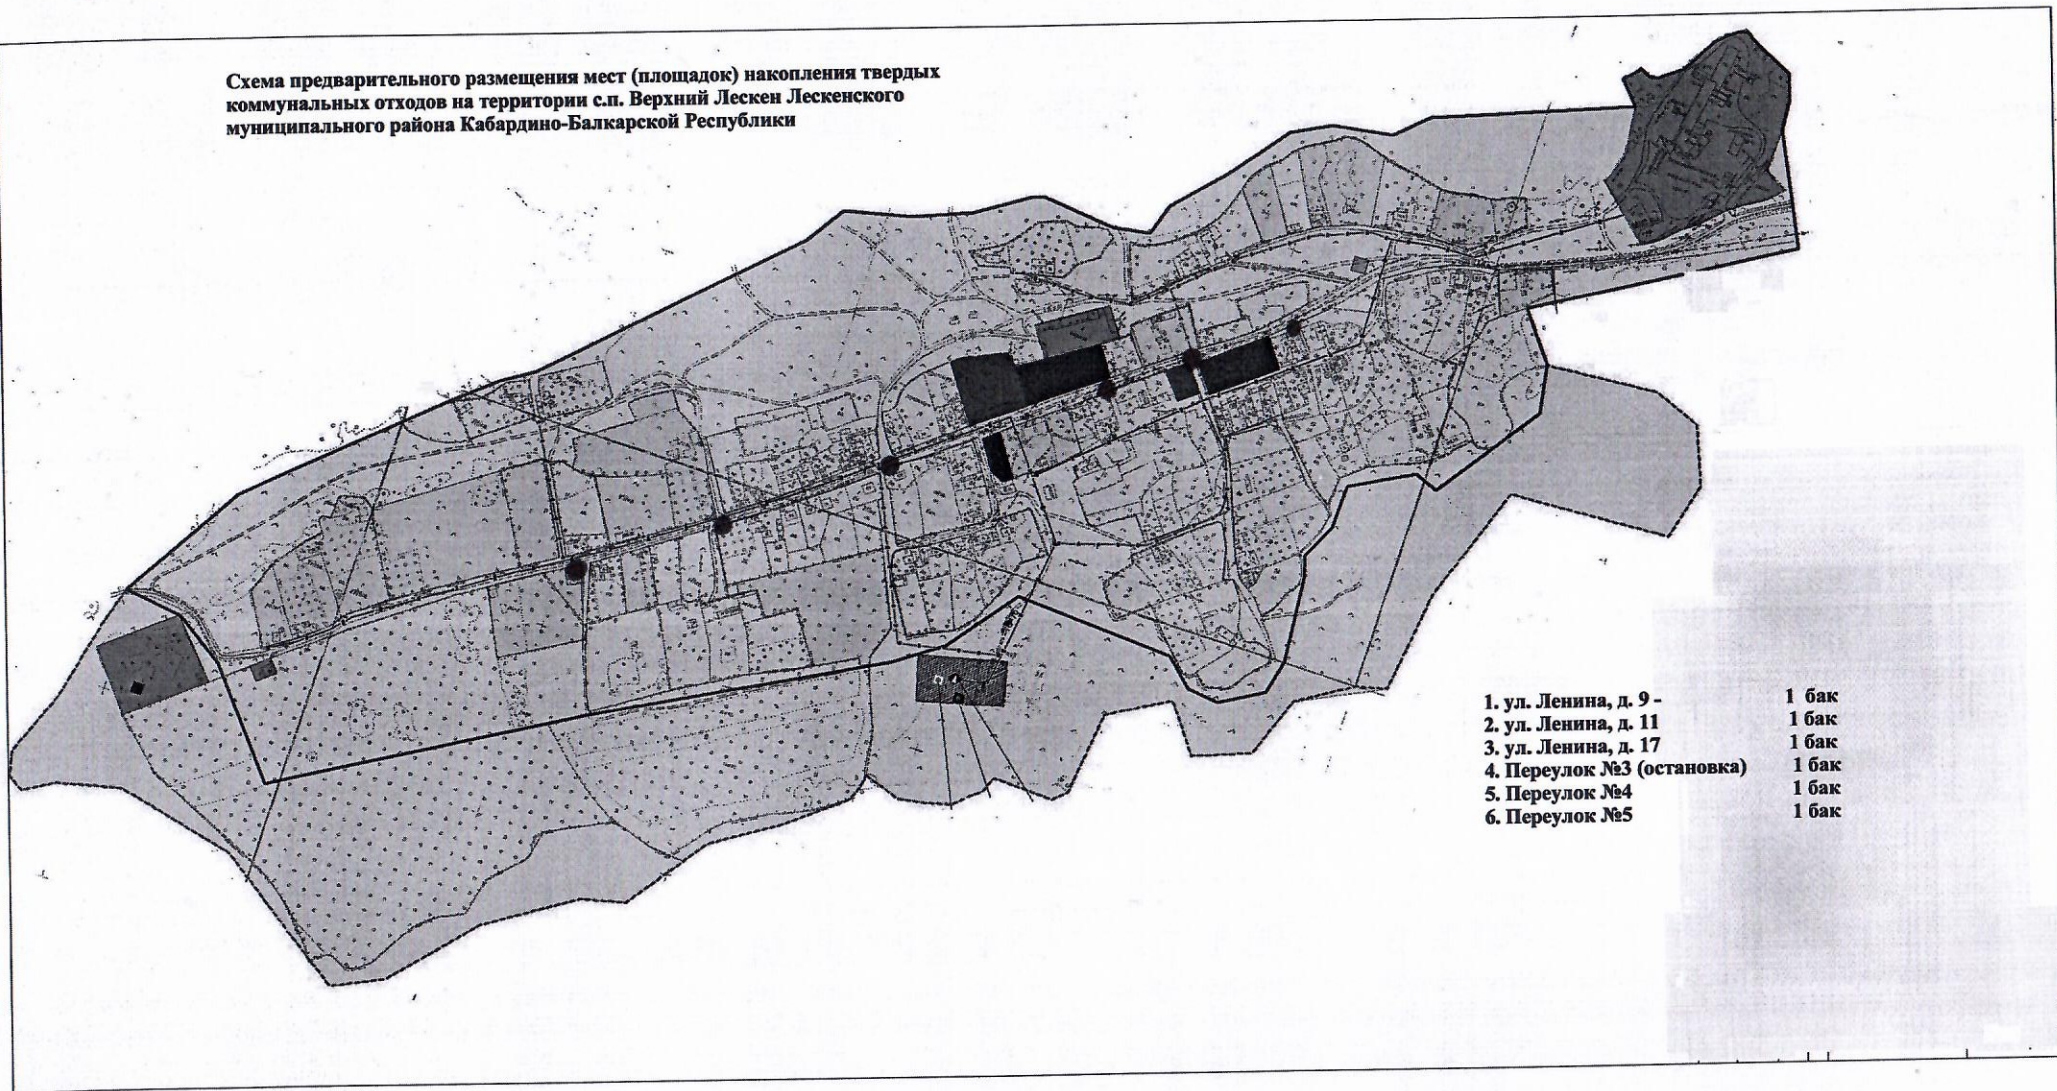 Схема предварительного размещения мест (площадок) накопления твердых
коммунальных отходов на территории с.п. Верхний Лескен Лескенского
муниципального района Кабардино-Балкарской Республики
1. ул. Ленина, д. 9 - 1 бак
2. ул. Ленина, д. 11 1 бак
3. ул. Ленина, д. 17 1 бак
4. Переулок №3 (остановка) 1 бак
5. Переулок №4 1 бак
6. Переулок №5 1 бак